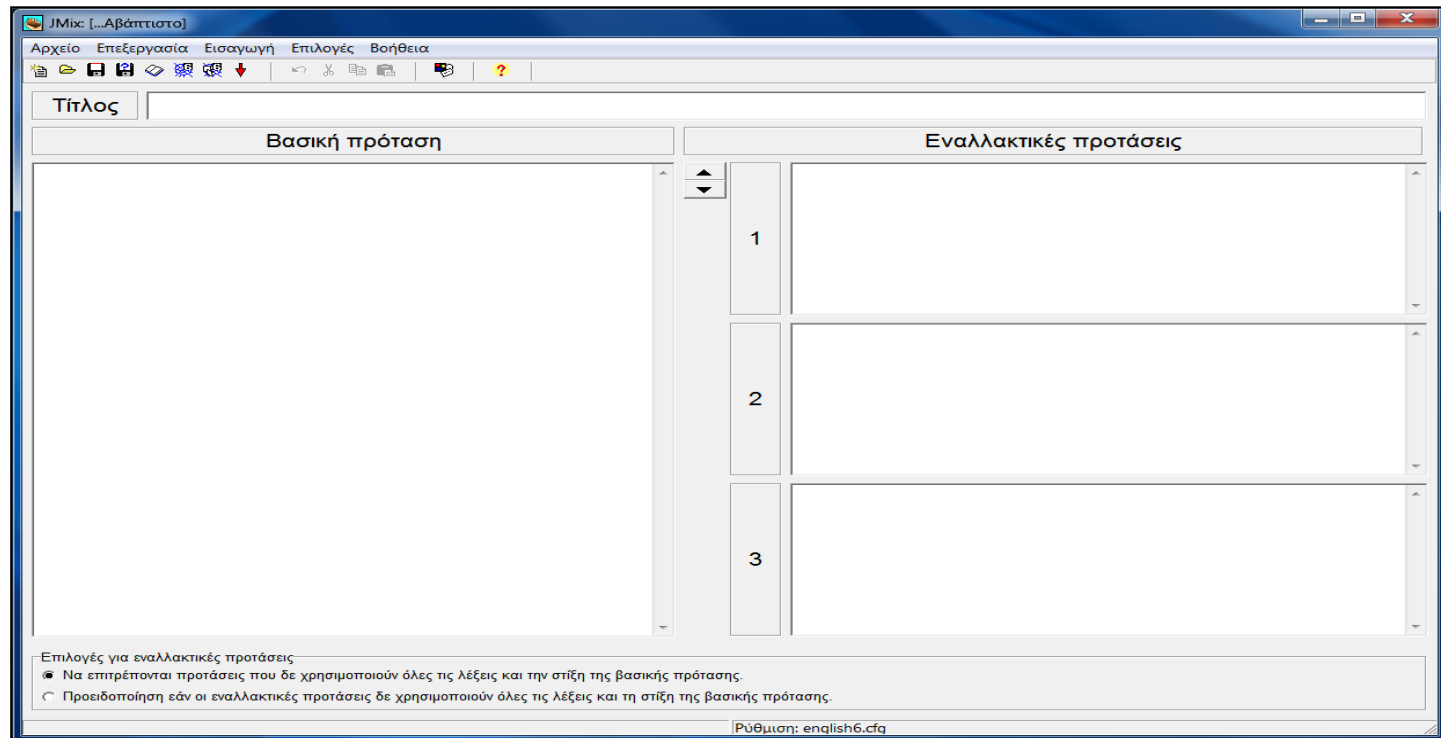 JMix: [...Αβάπτιστο]
Αρχείο Επεξεργασία Εισαγωγή Επιλογές Βοήθεια
?
Τίτλος
Βασική πρόταση Εναλλακτικές προτάσεις
1
2
3
Επιλογές για εναλλακτικές προτάσεις
Να επιτρέπονται προτάσεις που δε χρησιμοποιούν όλες τις λέξεις και την στίξη της βασικής πρότασης.
Προειδοποίηση εάν οι εναλλακτικές προτάσεις δε χρησιμοποιούν όλες τις λέξεις και τη στίξη της βασικής πρότασης.
Ρύθμιση: english6.cfg